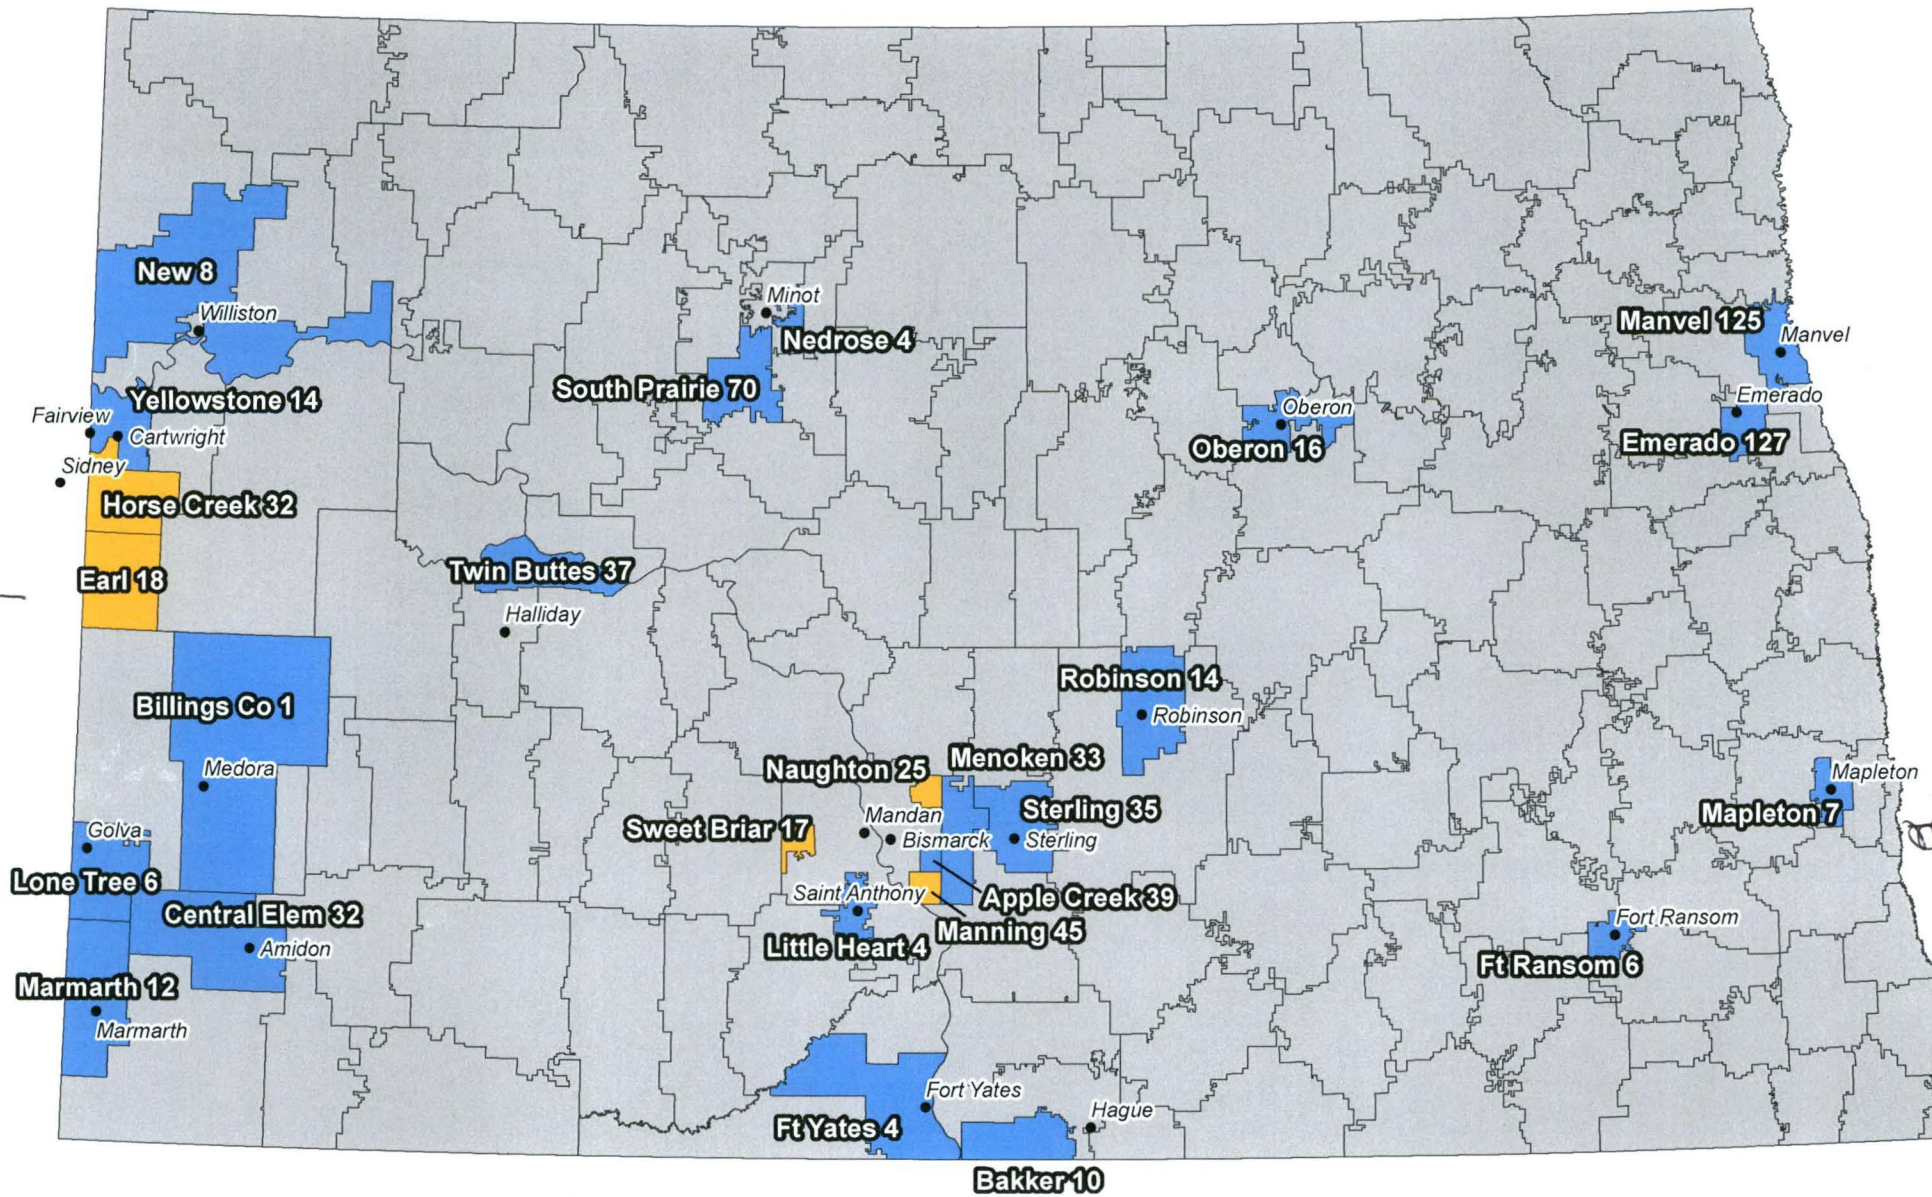 New 8
Williston
Minot
Nedrose 4
Manvel 125
Manvel
South Prairie 70
Yellowstone 14
Fairview
Cartwright
Sidney
Horse Creek 32
Oberon
Oberon 16
Emerado
Emerado 127
Earl 18
Twin Buttes 37
Halliday
Billings Co 1
Medora
Robinson 14
Robinson
Naughton 25
Menoken 33
Sterling 35
Sterling
Sweet Briar 17
Mandan
Bismarck
Mapleton
Mapleton 7
Golva
Lone Tree 6
Saint Anthony
Apple Creek 39
Manning 45
Little Heart 4
Central Elem 32
Amidon
Fort Ransom
Ft Ransom 6
Marmarth 12
Marmarth
Fort Yates
Ft Yates 4
Hague
Bakker 10